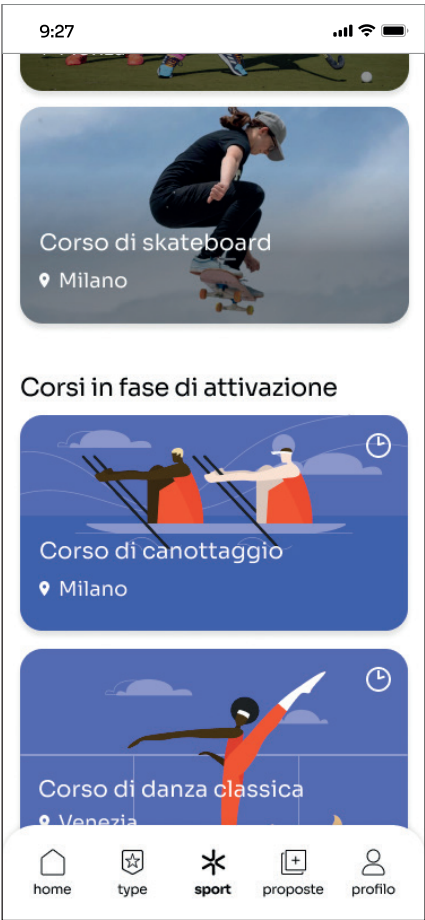 9:27
Corso di skateboard
Milano
Corsi in fase di attivazione
Corso di canottaggio
Milano
Corso di danza classica
Venezia
home
type
sport
proposte
profilo